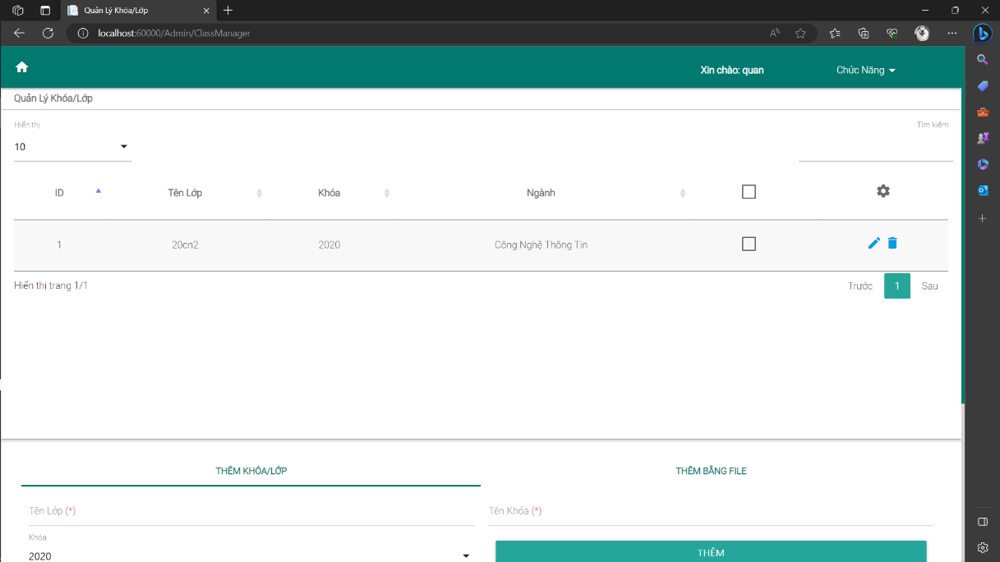 Quản Lý Khóa/Lớp
localhost:60000/Admin/ClassManager
Xin chào: quan
Chức Năng
Quản Lý Khóa/Lớp
Hiển thị
Tìm kiếm
10
ID Tên Lớp Khóa Ngành
1 20cn2 2020 Công Nghệ Thông Tin
Hiển thị trang 1/1
Trước 1 Sau
THÊM KHÓA/LỚP
THÊM BẰNG FILE
Tên Lớp (*)
Tên Khóa (*)
Khóa
2020
THÊM